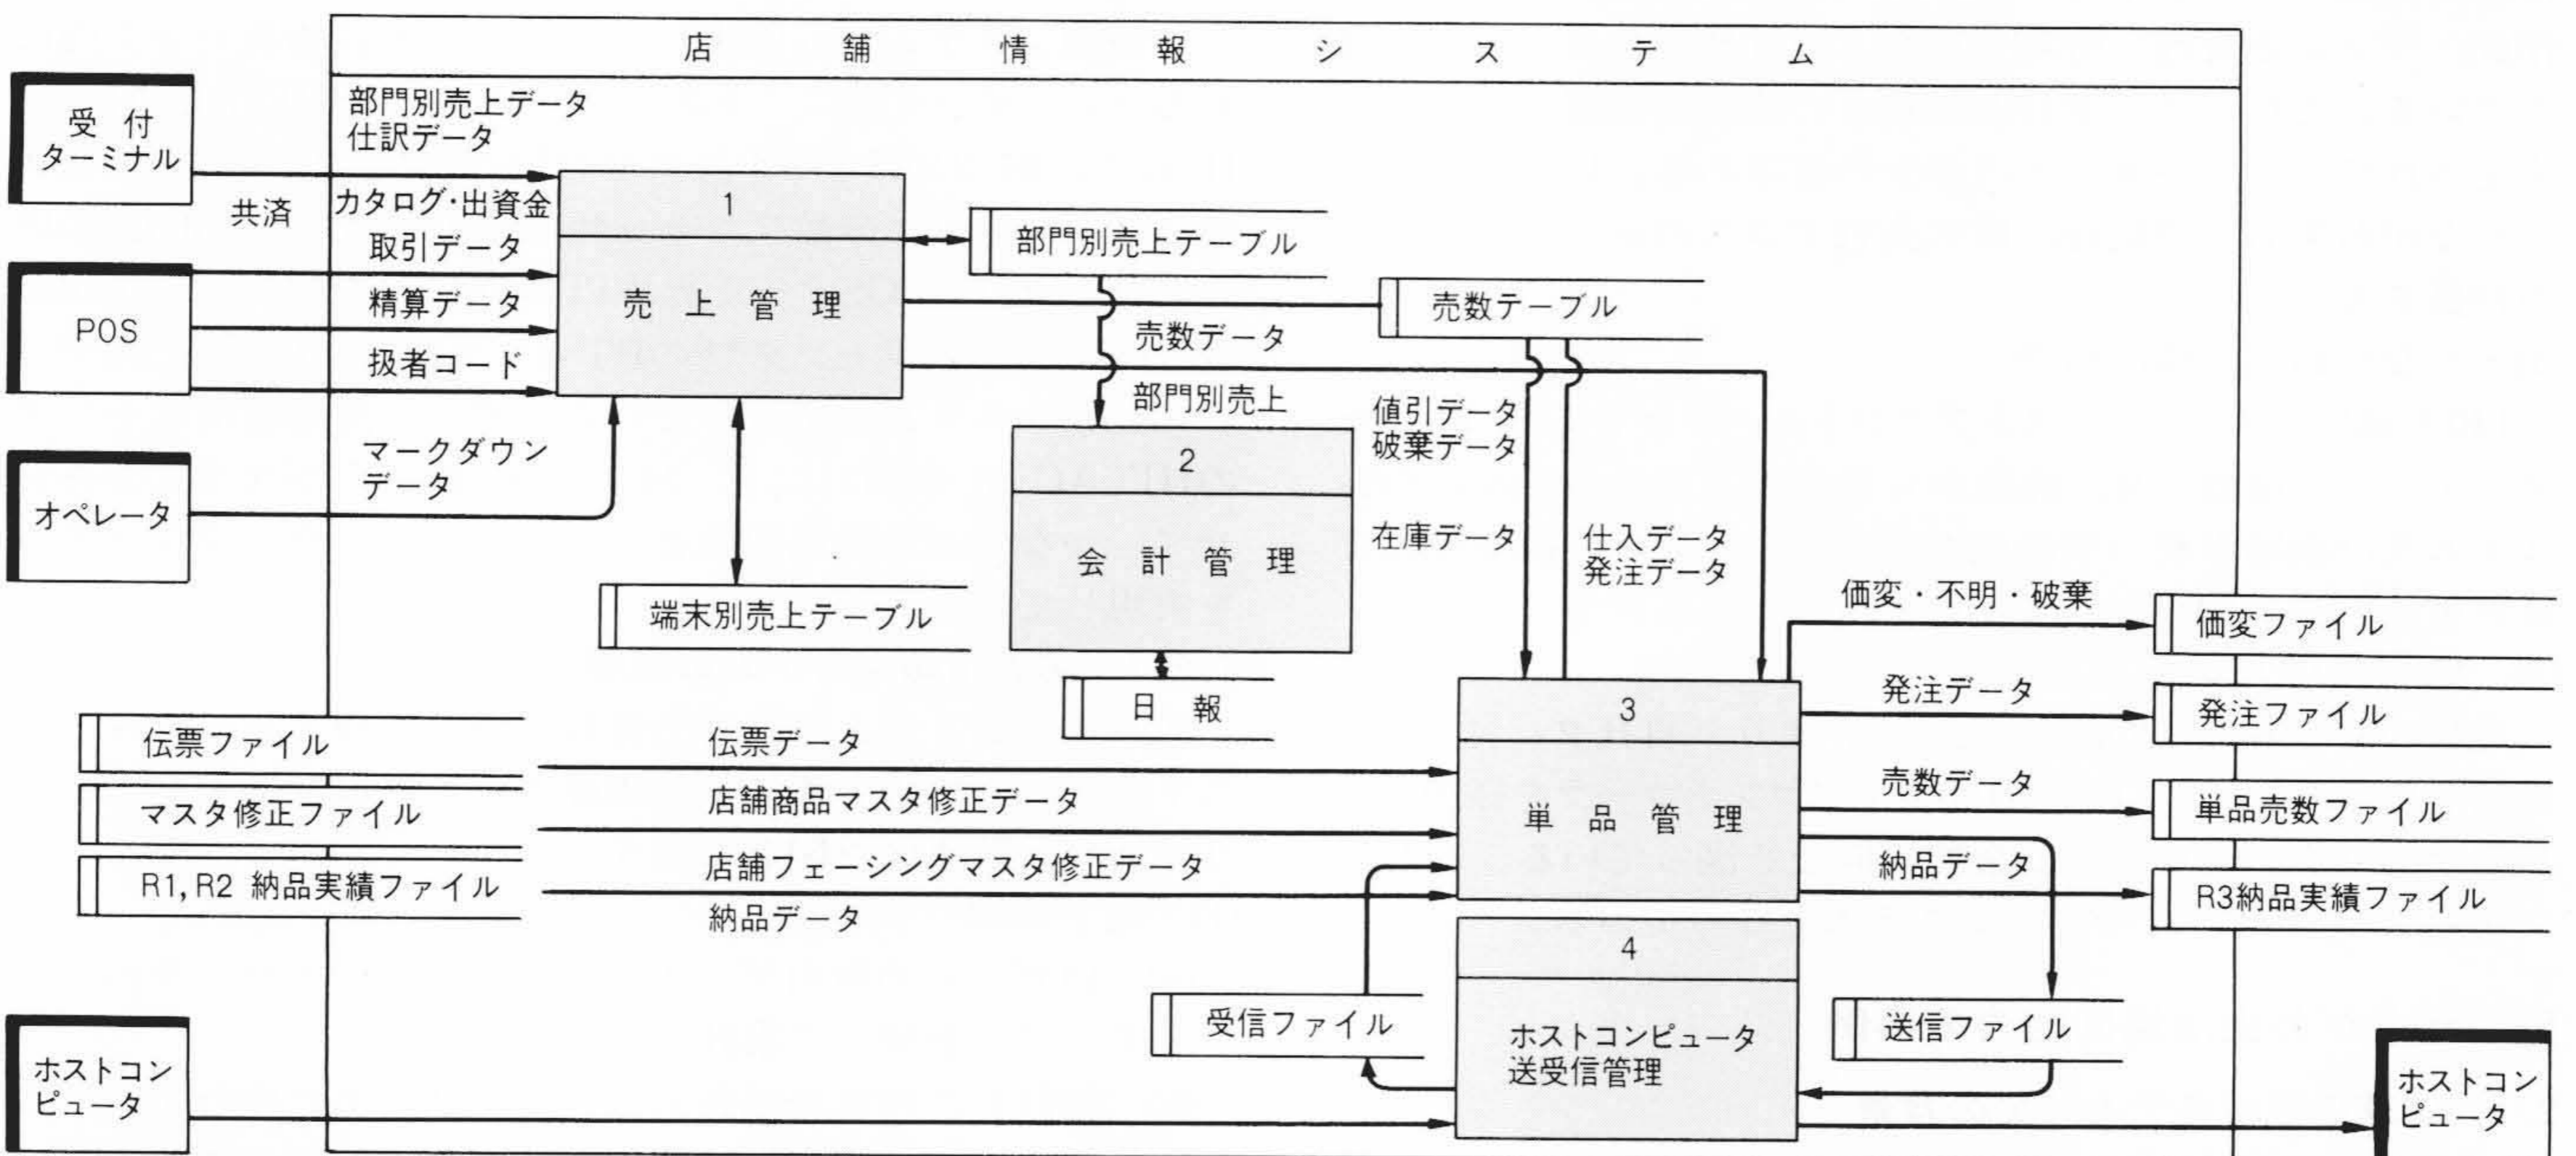 店舗情報システム
受付
ターミナル
部門別売上データ
仕訳データ
共済
カタログ・出資金
取引データ
POS
精算データ
扱者コード
オペレータ
マークダウン
データ
1
売上管理
部門別売上テーブル
売数テーブル
売数データ
部門別売上
値引データ
破棄データ
在庫データ
仕入データ
発注データ
2
会計管理
端末別売上テーブル
日報
価変・不明・破棄
価変ファイル
発注データ
発注ファイル
売数データ
単品売数ファイル
納品データ
R3納品実績ファイル
3
単品管理
伝票ファイル
伝票データ
マスタ修正ファイル
店舗商品マスタ修正データ
R1, R2 納品実績ファイル
店舗フェーシングマスタ修正データ
納品データ
4
ホストコンピュータ
送受信管理
受信ファイル
送信ファイル
ホストコン
ピュータ
ホストコン
ピュータ